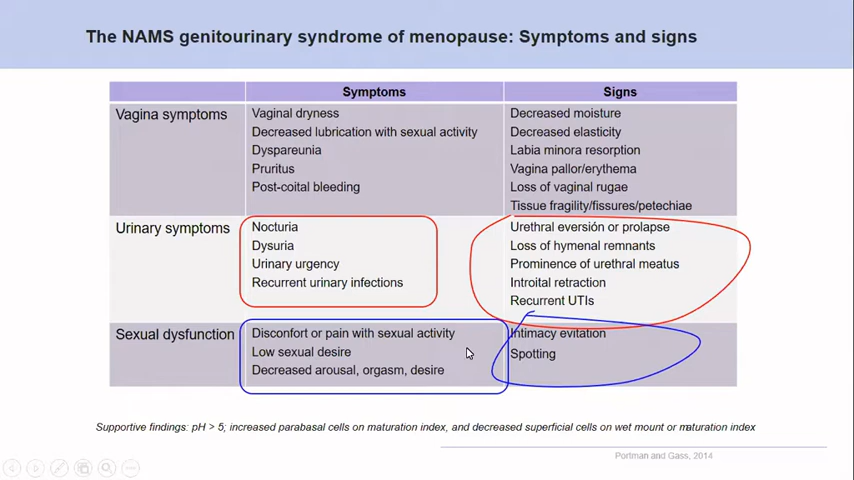 The NAMS genitourinary syndrome of menopause: Symptoms and signs
Symptoms Signs
Vagina symptoms
Vaginal dryness
Decreased lubrication with sexual activity
Dyspareunia
Pruritus
Post-coital bleeding
Decreased moisture
Decreased elasticity
Labia minora resorption
Vagina pallor/erythema
Loss of vaginal rugae
Tissue fragility/fissures/petechiae
Urinary symptoms
Nocturia
Dysuria
Urinary urgency
Recurrent urinary infections
Urethral eversión or prolapse
Loss of hymenal remnants
Prominence of urethral meatus
Introital retraction
Recurrent UTIs
Sexual dysfunction
Disconfort or pain with sexual activity
Low sexual desire
Decreased arousal, orgasm, desire
Intimacy evitation
Spotting
Supportive findings: pH > 5; increased parabasal cells on maturation index, and decreased superficial cells on wet mount or maturation index
Portman and Gass, 2014